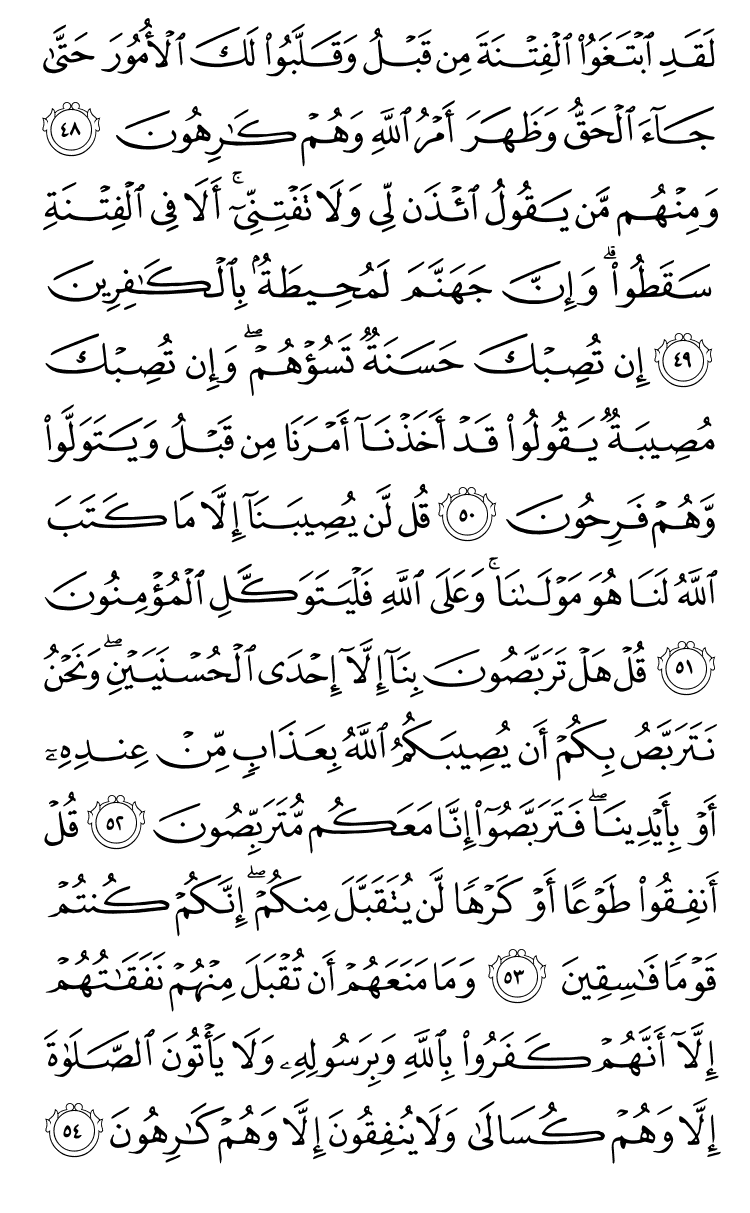 لَقَدِ ٱبْتَغَوُا۟ ٱلْفِتْنَةَ مِن قَبْلُ وَقَلَّبُوا۟ لَكَ ٱلْأُمُورَ حَتَّىٰ
جَآءَ ٱلْحَقُّ وَظَهَرَ أَمْرُ ٱللَّهِ وَهُمْ كَـٰرِهُونَ ٤٨
وَمِنْهُم مَّن يَقُولُ ٱئْذَن لِّى وَلَا تَفْتِنِّىٓ ۚ أَلَا فِى ٱلْفِتْنَةِ
سَقَطُوا۟ ۗ وَإِنَّ جَهَنَّمَ لَمُحِيطَةٌۢ بِٱلْكَـٰفِرِينَ
٤٩ إِن تُصِبْكَ حَسَنَةٌ تَسُؤْهُمْ ۖ وَإِن تُصِبْكَ
مُصِيبَةٌ يَقُولُوا۟ قَدْ أَخَذْنَآ أَمْرَنَا مِن قَبْلُ وَيَتَوَلَّوا۟
وَّهُمْ فَرِحُونَ ٥٠ قُل لَّن يُصِيبَنَآ إِلَّا مَا كَتَبَ
ٱللَّهُ لَنَا هُوَ مَوْلَىٰنَا ۚ وَعَلَى ٱللَّهِ فَلْيَتَوَكَّلِ ٱلْمُؤْمِنُونَ
٥١ قُلْ هَلْ تَرَبَّصُونَ بِنَآ إِلَّآ إِحْدَى ٱلْحُسْنَيَيْنِ ۖ وَنَحْنُ
نَتَرَبَّصُ بِكُمْ أَن يُصِيبَكُمُ ٱللَّهُ بِعَذَابٍ مِّنْ عِندِهِۦٓ
أَوْ بِأَيْدِينَا ۖ فَتَرَبَّصُوٓا۟ إِنَّا مَعَكُم مُّتَرَبِّصُونَ ٥٢ قُلْ
أَنفِقُوا۟ طَوْعًا أَوْ كَرْهًا لَّن يُتَقَبَّلَ مِنكُمْ ۖ إِنَّكُمْ كُنتُمْ
قَوْمًا فَـٰسِقِينَ ٥٣ وَمَا مَنَعَهُمْ أَن تُقْبَلَ مِنْهُمْ نَفَقَـٰتُهُمْ
إِلَّآ أَنَّهُمْ كَفَرُوا۟ بِٱللَّهِ وَبِرَسُولِهِۦ وَلَا يَأْتُونَ ٱلصَّلَوٰةَ
إِلَّا وَهُمْ كُسَالَىٰ وَلَا يُنفِقُونَ إِلَّا وَهُمْ كَـٰرِهُونَ ٥٤